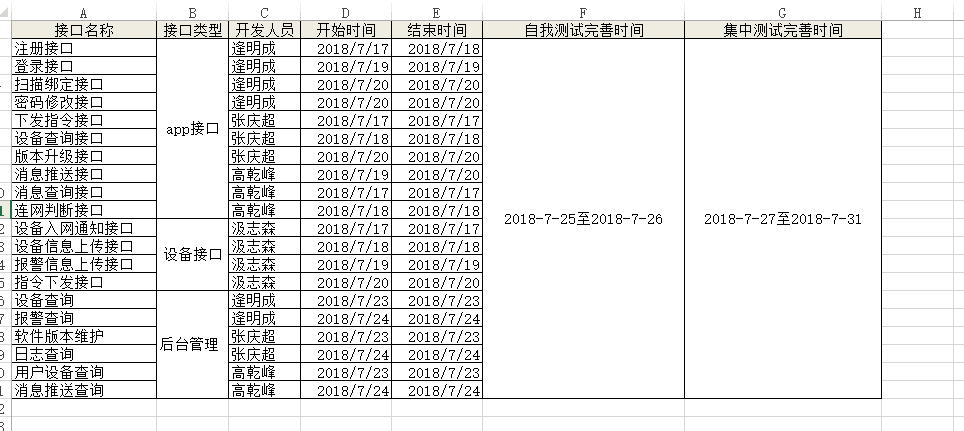 A B C D E F G H
接口名称 接口类型 开发人员 开始时间 结束时间 自我测试完善时间 集中测试完善时间
注册接口 逄明成 2018/7/17 2018/7/18
登录接口 逄明成 2018/7/19 2018/7/19
扫描绑定接口 逄明成 2018/7/20 2018/7/20
密码修改接口 逄明成 2018/7/20 2018/7/20
下发指令接口 张庆超 2018/7/17 2018/7/17
app接口
设备查询接口 张庆超 2018/7/18 2018/7/18
版本升级接口 张庆超 2018/7/20 2018/7/20
消息推送接口 高乾峰 2018/7/19 2018/7/20
消息查询接口 高乾峰 2018/7/17 2018/7/17
连网判断接口 高乾峰 2018/7/18 2018/7/18
2018-7-25至2018-7-26 2018-7-27至2018-7-31
设备入网通知接口 汲志森 2018/7/17 2018/7/17
设备信息上传接口 汲志森 2018/7/18 2018/7/18
设备接口
报警信息上传接口 汲志森 2018/7/19 2018/7/19
指令下发接口 汲志森 2018/7/20 2018/7/20
设备查询 逄明成 2018/7/23 2018/7/23
报警查询 逄明成 2018/7/24 2018/7/24
软件版本维护 张庆超 2018/7/23 2018/7/23
后台管理
日志查询 张庆超 2018/7/24 2018/7/24
用户设备查询 高乾峰 2018/7/23 2018/7/23
消息推送查询 高乾峰 2018/7/24 2018/7/24